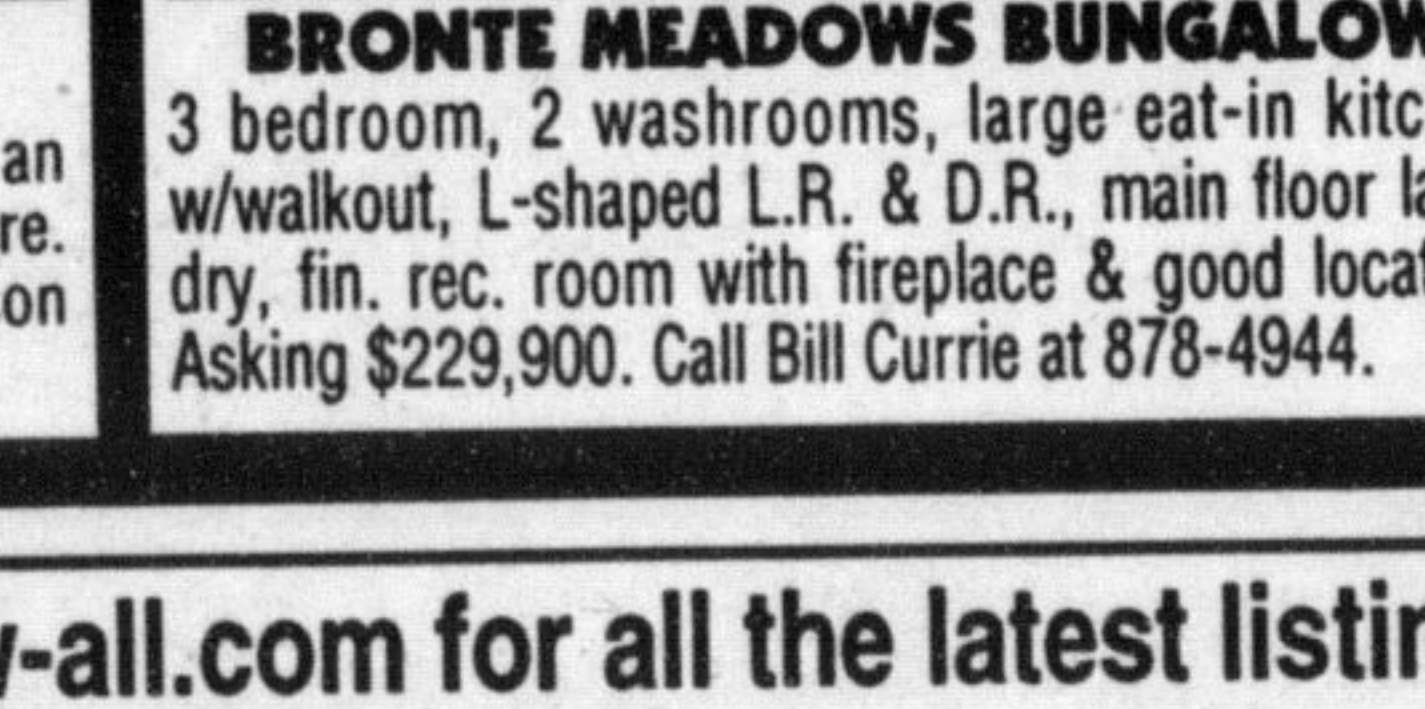 BRONTE MEADOWS BUNGALOW
3 bedroom, 2 washrooms, large eat-in kitc
w/walkout, L-shaped L.R. & D.R., main floor la
dry, fin. rec. room with fireplace & good locat
Asking $229,900. Call Bill Currie at 878-4944.
an
re.
on
-all.com for all the latest listin